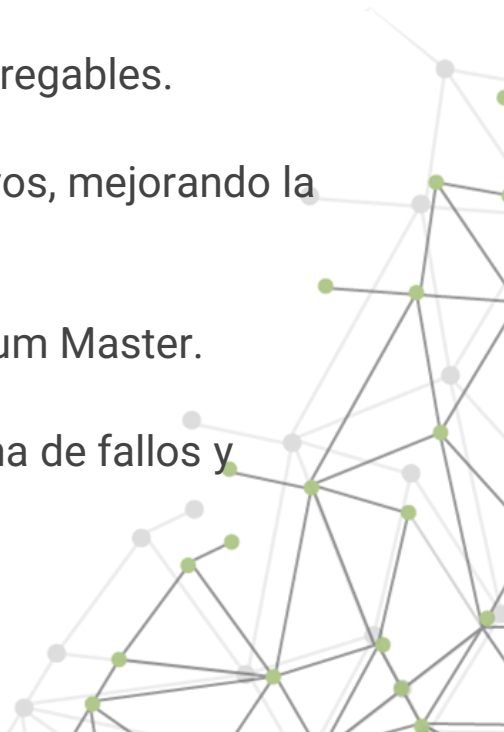 regables.
os, mejorando la
um Master.
a de fallos y